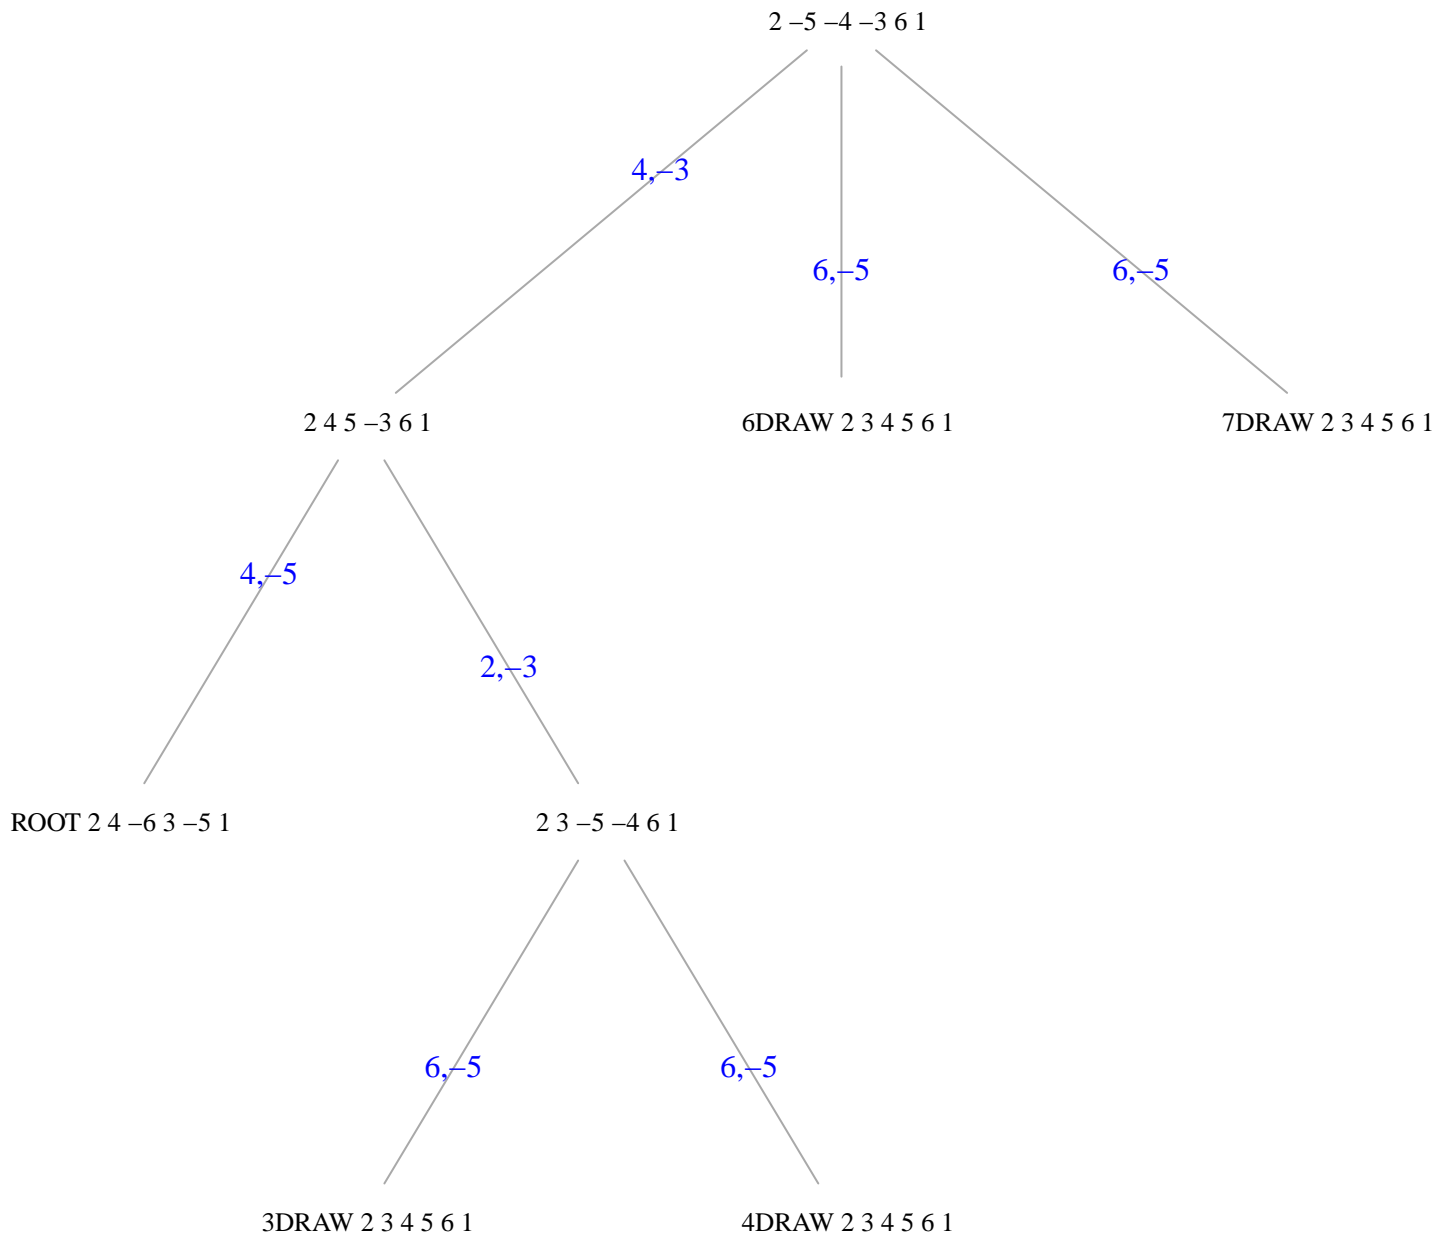 2 –5 –4 –3 6 1
4,–3
6,–5
6,–5
2 4 5 –3 6 1
6DRAW 2 3 4 5 6 1
7DRAW 2 3 4 5 6 1
4,–5
2,–3
ROOT 2 4 –6 3 –5 1
2 3 –5 –4 6 1
6,–5
6,–5
3DRAW 2 3 4 5 6 1
4DRAW 2 3 4 5 6 1